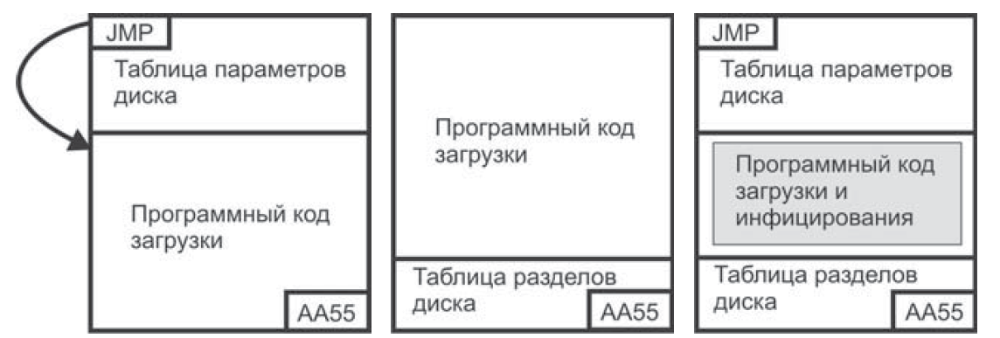 JMP
Таблица параметров
диска
Программный код
загрузки
AA55
Программный код
загрузки
Таблица разделов
диска
AA55
JMP
Таблица параметров
диска
Программный код
загрузки и
инфицирования
Таблица разделов
диска
AA55